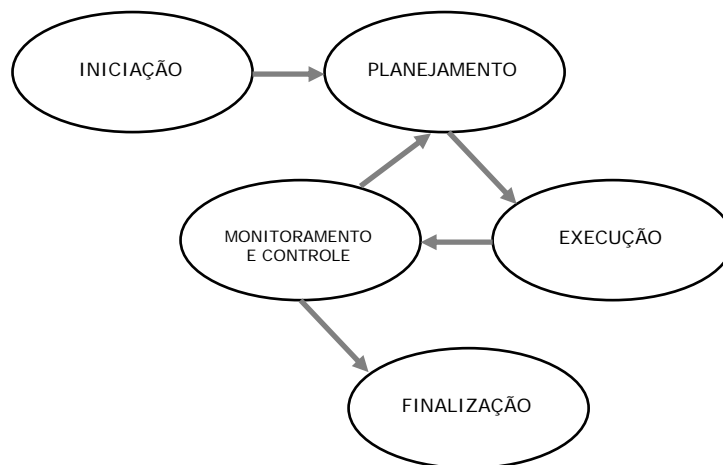 INICIAÇÃO
PLANEJAMENTO
MONITORAMENTO
E CONTROLE
EXECUÇÃO
FINALIZAÇÃO